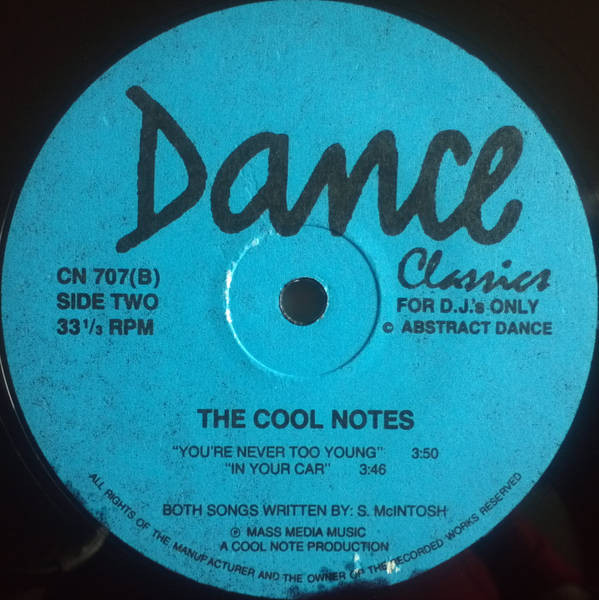 Dance
Classics
CN 707(B)
SIDE TWO
33 1/3 RPM
FOR D.J.'s ONLY
© ABSTRACT DANCE
THE COOL NOTES
"YOU'RE NEVER TOO YOUNG" 3:50
"IN YOUR CAR" 3:46
BOTH SONGS WRITTEN BY: S. McINTOSH
℗ MASS MEDIA MUSIC
A COOL NOTE PRODUCTION
ALL RIGHTS OF THE MANUFACTURER AND THE OWNER OF THE RECORDED WORKS RESERVED